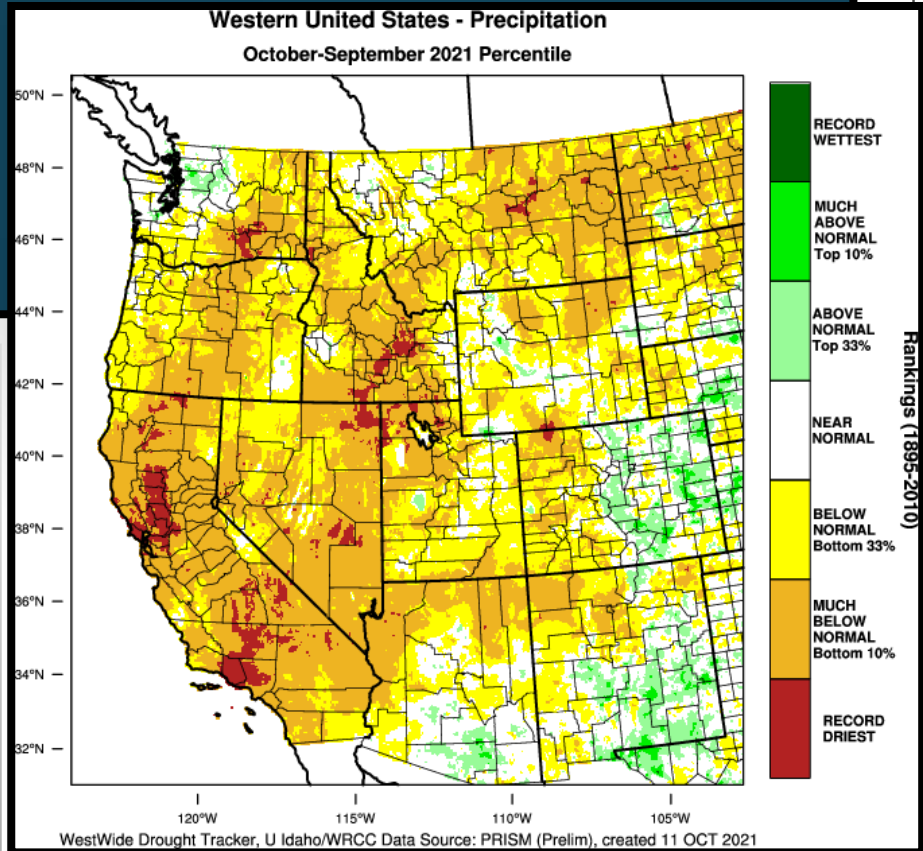 Western United States - Precipitation
October-September 2021 Percentile
50°N
48°N
46°N
44°N
42°N
40°N
38°N
36°N
34°N
32°N
120°W
115°W
110°W
105°W
RECORD
WETTEST
MUCH
ABOVE
NORMAL
Top 10%
ABOVE
NORMAL
Top 33%
NEAR
NORMAL
BELOW
NORMAL
Bottom 33%
MUCH
BELOW
NORMAL
Bottom 10%
RECORD
DRIEST
Rankings (1895-2010)
WestWide Drought Tracker, U Idaho/WRCC Data Source: PRISM (Prelim), created 11 OCT 2021